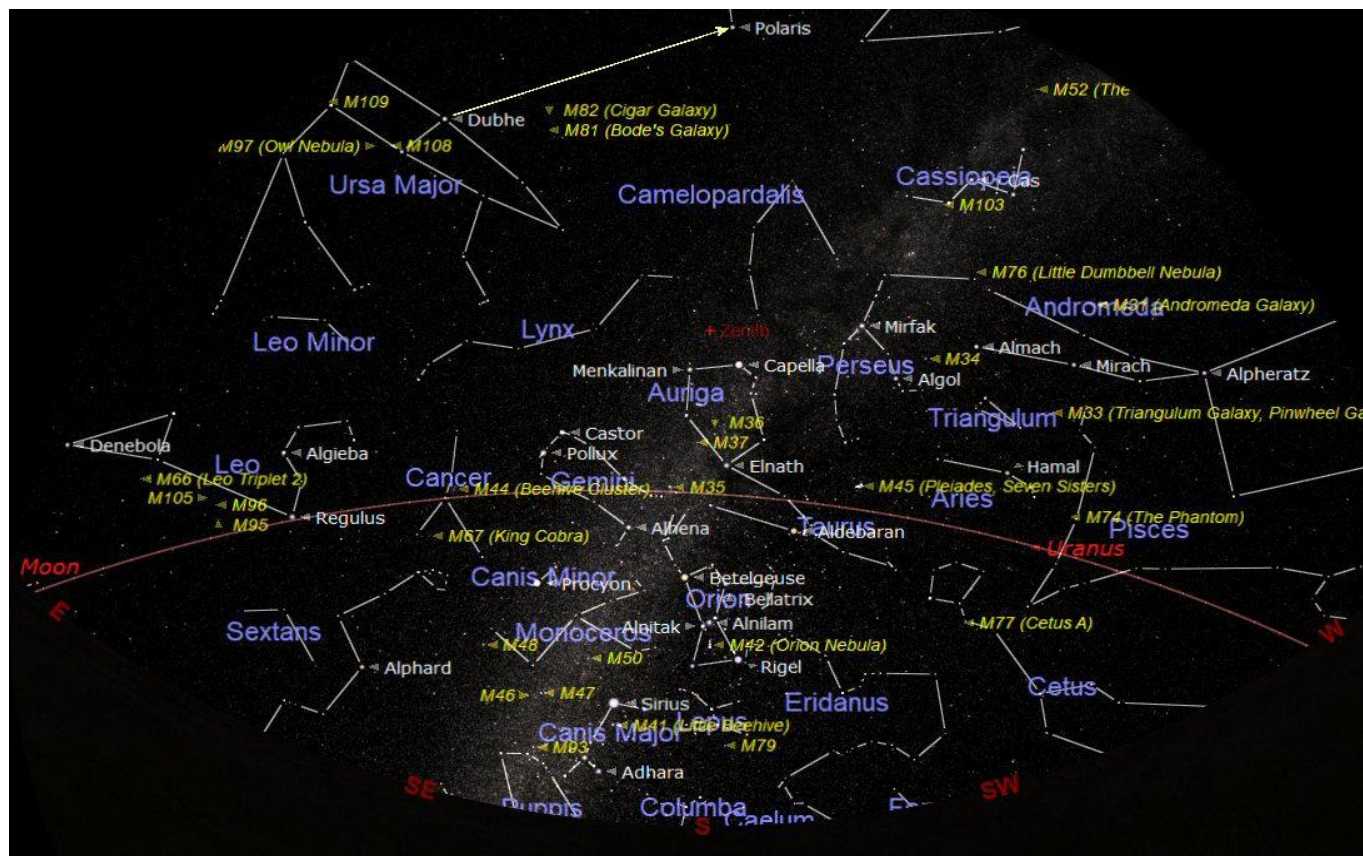 Polaris
M52 (The
M109
M82 (Cigar Galaxy)
Dubhe
M81 (Bode's Galaxy)
M97 (Owl Nebula)
M108
Ursa Major
Camelopardalis
Cassiopeia
Cas
M103
M76 (Little Dumbbell Nebula)
Andromeda
M31 (Andromeda Galaxy)
Lynx
Zenith
Mirfak
Leo Minor
Almach
Perseus
M34
Mirach
Menkalinan
Capella
Alpheratz
Algol
Auriga
Triangulum
M33 (Triangulum Galaxy, Pinwheel Ga
M36
Castor
Denebola
M37
Algieba
Pollux
Leo
Elnath
Hamal
Cancer
Gemini
M66 (Leo Triplet 2)
M44 (Beehive Cluster)
M35
M45 (Pleiades, Seven Sisters)
M105
Aries
M96
Regulus
M74 (The Phantom)
M95
Alhena
Taurus
Aldebaran
Pisces
M67 (King Cobra)
Uranus
Moon
Canis Minor
Procyon
Betelgeuse
Orion
Bellatrix
E
Sextans
Monoceros
Alnitak
Alnilam
M77 (Cetus A)
W
M48
M42 (Orion Nebula)
M50
Alphard
Rigel
Cetus
M46
M47
Sirius
Eridanus
Lepus
Canis Major
M41 (Little Beehive)
M93
M79
Adhara
SE
SW
Puppis
Columba
Caelum
S